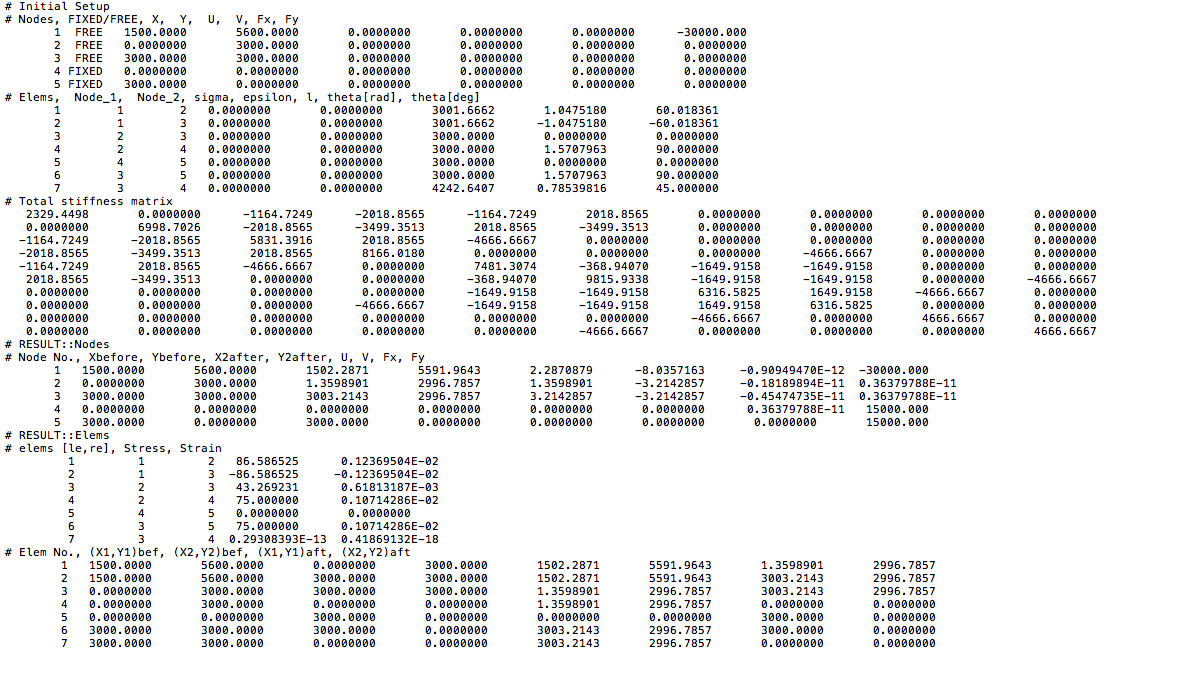 # Initial Setup
# Nodes, FIXED/FREE, X,  Y,  U,  V, Fx, Fy
1 FREE 1500.0000 5600.0000 0.0000000 0.0000000 0.0000000 -30000.000
2 FREE 0.0000000 3000.0000 0.0000000 0.0000000 0.0000000 0.0000000
3 FREE 3000.0000 3000.0000 0.0000000 0.0000000 0.0000000 0.0000000
4 FIXED 0.0000000 0.0000000 0.0000000 0.0000000 0.0000000 0.0000000
5 FIXED 3000.0000 0.0000000 0.0000000 0.0000000 0.0000000 0.0000000
# Elems,  Node_1,  Node_2, sigma, epsilon, l, theta[rad], theta[deg]
1 1 2 0.0000000 0.0000000 3001.6662 1.0475180 60.018361
2 1 3 0.0000000 0.0000000 3001.6662 -1.0475180 -60.018361
3 2 3 0.0000000 0.0000000 3000.0000 0.0000000 0.0000000
4 2 4 0.0000000 0.0000000 3000.0000 1.5707963 90.000000
5 4 5 0.0000000 0.0000000 3000.0000 0.0000000 0.0000000
6 3 5 0.0000000 0.0000000 3000.0000 1.5707963 90.000000
7 3 4 0.0000000 0.0000000 4242.6407 0.78539816 45.000000
# Total stiffness matrix
2329.4498 0.0000000 -1164.7249 -2018.8565 -1164.7249 2018.8565 0.0000000 0.0000000 0.0000000 0.0000000
0.0000000 6998.7026 -2018.8565 -3499.3513 2018.8565 -3499.3513 0.0000000 0.0000000 0.0000000 0.0000000
-1164.7249 -2018.8565 5831.3916 2018.8565 -4666.6667 0.0000000 0.0000000 0.0000000 0.0000000 0.0000000
-2018.8565 -3499.3513 2018.8565 8166.0180 0.0000000 0.0000000 0.0000000 -4666.6667 0.0000000 0.0000000
-1164.7249 2018.8565 -4666.6667 0.0000000 7481.3074 -368.94070 -1649.9158 -1649.9158 0.0000000 0.0000000
2018.8565 -3499.3513 0.0000000 0.0000000 -368.94070 9815.9338 -1649.9158 -1649.9158 0.0000000 -4666.6667
0.0000000 0.0000000 0.0000000 0.0000000 -1649.9158 -1649.9158 6316.5825 1649.9158 -4666.6667 0.0000000
0.0000000 0.0000000 0.0000000 -4666.6667 -1649.9158 -1649.9158 1649.9158 6316.5825 0.0000000 0.0000000
0.0000000 0.0000000 0.0000000 0.0000000 0.0000000 0.0000000 -4666.6667 0.0000000 4666.6667 0.0000000
0.0000000 0.0000000 0.0000000 0.0000000 0.0000000 -4666.6667 0.0000000 0.0000000 0.0000000 4666.6667
# RESULT::Nodes
# Node No., Xbefore, Ybefore, X2after, Y2after, U, V, Fx, Fy
1 1500.0000 5600.0000 1502.2871 5591.9643 2.2870879 -8.0357163 -0.90949470E-12 -30000.000
2 0.0000000 3000.0000 1.3598901 2996.7857 1.3598901 -3.2142857 -0.18189894E-11 0.36379788E-11
3 3000.0000 3000.0000 3003.2143 2996.7857 3.2142857 -3.2142857 -0.45474735E-11 0.36379788E-11
4 0.0000000 0.0000000 0.0000000 0.0000000 0.0000000 0.0000000 0.36379788E-11 15000.000
5 3000.0000 0.0000000 3000.0000 0.0000000 0.0000000 0.0000000 0.0000000 15000.000
# RESULT::Elems
# elems [le,re], Stress, Strain
1 1 2 86.586525 0.12369504E-02
2 1 3 -86.586525 -0.12369504E-02
3 2 3 43.269231 0.61813187E-03
4 2 4 75.000000 0.10714286E-02
5 4 5 0.0000000 0.0000000
6 3 5 75.000000 0.10714286E-02
7 3 4 0.29308393E-13 0.41869132E-18
# Elem No., (X1,Y1)bef, (X2,Y2)bef, (X1,Y1)aft, (X2,Y2)aft
1 1500.0000 5600.0000 0.0000000 3000.0000 1502.2871 5591.9643 1.3598901 2996.7857
2 1500.0000 5600.0000 3000.0000 3000.0000 1502.2871 5591.9643 3003.2143 2996.7857
3 0.0000000 3000.0000 3000.0000 3000.0000 1.3598901 2996.7857 3003.2143 2996.7857
4 0.0000000 3000.0000 0.0000000 0.0000000 1.3598901 2996.7857 0.0000000 0.0000000
5 0.0000000 0.0000000 3000.0000 0.0000000 0.0000000 0.0000000 3000.0000 0.0000000
6 3000.0000 3000.0000 3000.0000 0.0000000 3003.2143 2996.7857 3000.0000 0.0000000
7 3000.0000 3000.0000 0.0000000 0.0000000 3003.2143 2996.7857 0.0000000 0.0000000